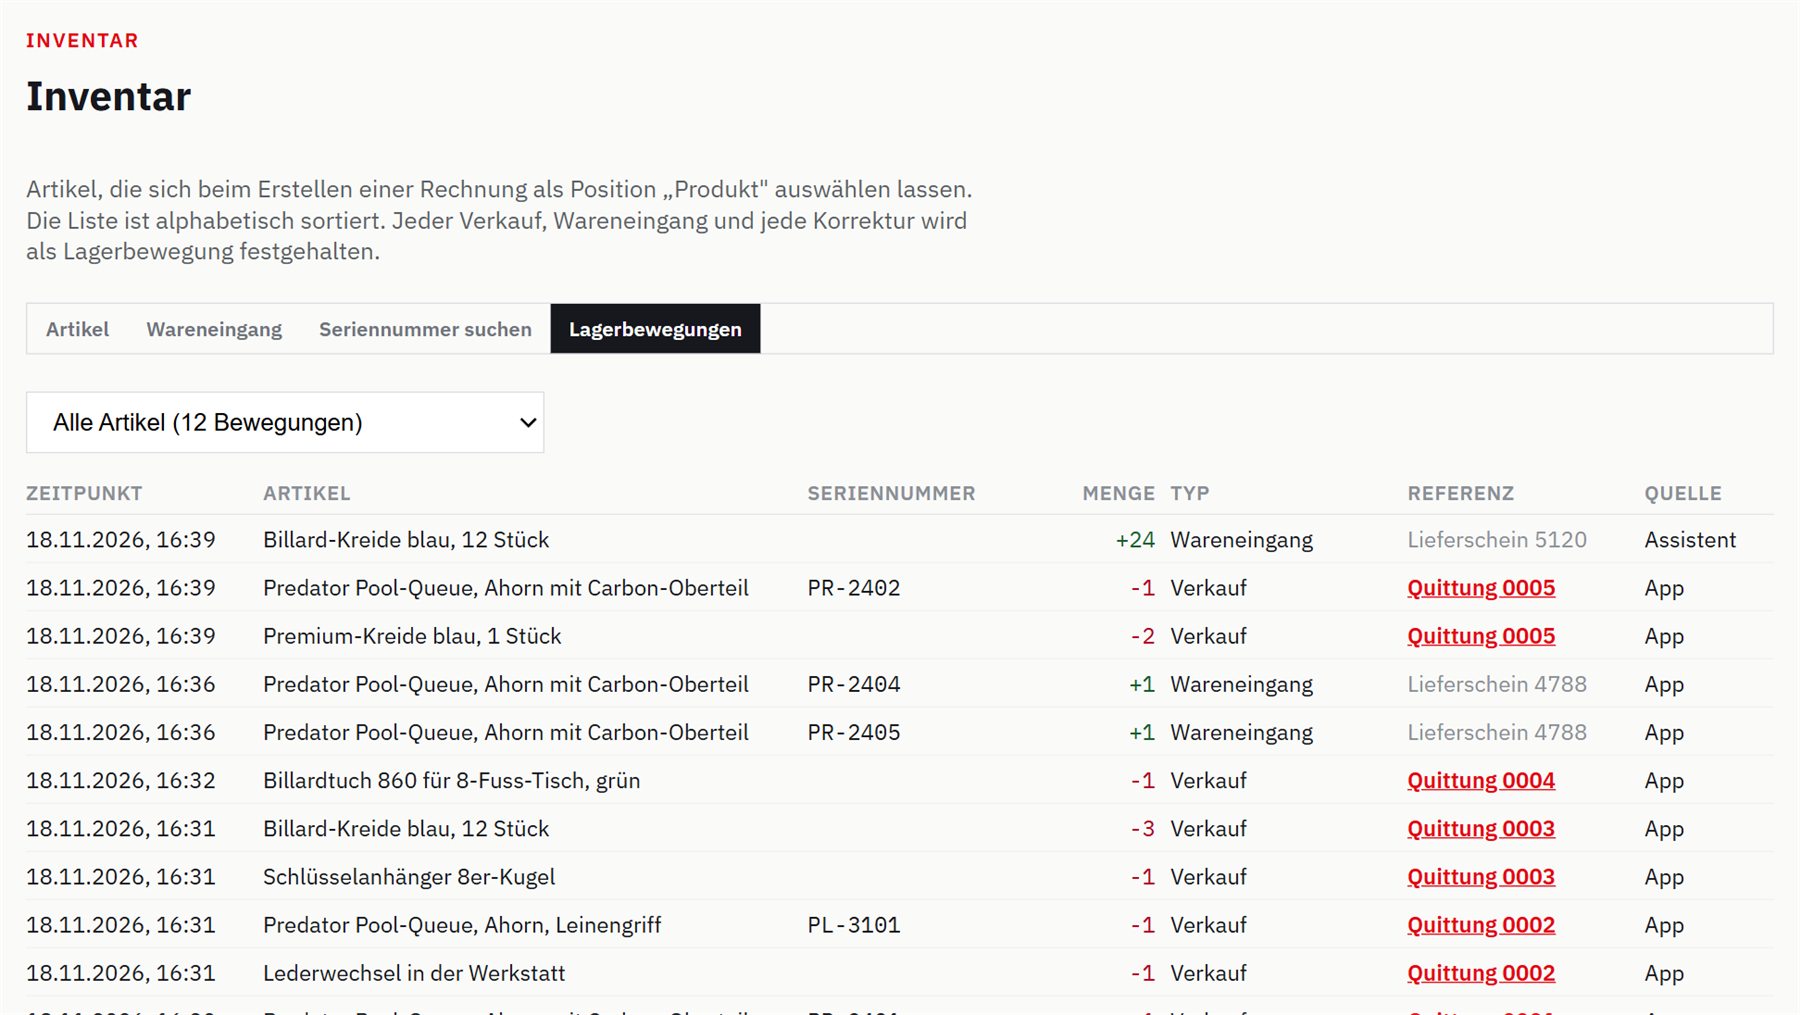 INVENTAR
Inventar
Artikel, die sich beim Erstellen einer Rechnung als Position „Produkt" auswählen lassen.
Die Liste ist alphabetisch sortiert. Jeder Verkauf, Wareneingang und jede Korrektur wird
als Lagerbewegung festgehalten.
Artikel Wareneingang Seriennummer suchen Lagerbewegungen
Alle Artikel (12 Bewegungen)
ZEITPUNKT ARTIKEL SERIENNUMMER MENGE TYP REFERENZ QUELLE
18.11.2026, 16:39 Billard-Kreide blau, 12 Stück +24 Wareneingang Lieferschein 5120 Assistent
18.11.2026, 16:39 Predator Pool-Queue, Ahorn mit Carbon-Oberteil PR-2402 -1 Verkauf Quittung 0005 App
18.11.2026, 16:39 Premium-Kreide blau, 1 Stück -2 Verkauf Quittung 0005 App
18.11.2026, 16:36 Predator Pool-Queue, Ahorn mit Carbon-Oberteil PR-2404 +1 Wareneingang Lieferschein 4788 App
18.11.2026, 16:36 Predator Pool-Queue, Ahorn mit Carbon-Oberteil PR-2405 +1 Wareneingang Lieferschein 4788 App
18.11.2026, 16:32 Billardtuch 860 für 8-Fuss-Tisch, grün -1 Verkauf Quittung 0004 App
18.11.2026, 16:31 Billard-Kreide blau, 12 Stück -3 Verkauf Quittung 0003 App
18.11.2026, 16:31 Schlüsselanhänger 8er-Kugel -1 Verkauf Quittung 0003 App
18.11.2026, 16:31 Predator Pool-Queue, Ahorn, Leinengriff PL-3101 -1 Verkauf Quittung 0002 App
18.11.2026, 16:31 Lederwechsel in der Werkstatt -1 Verkauf Quittung 0002 App